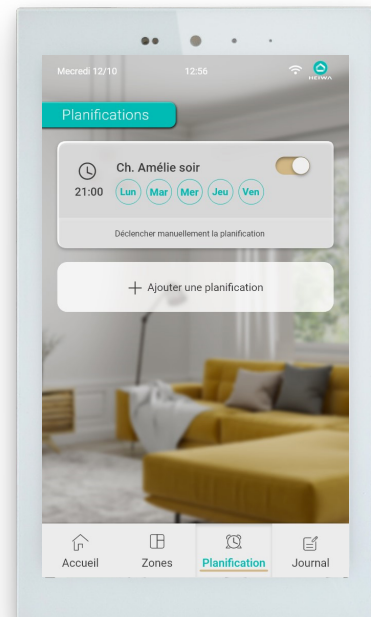 Mecredi 12/10 12:56
HEIWA
Planifications
Ch. Amélie soir
21:00 Lun Mar Mer Jeu Ven
Déclencher manuellement la planification
+ Ajouter une planification
Accueil Zones Planification Journal